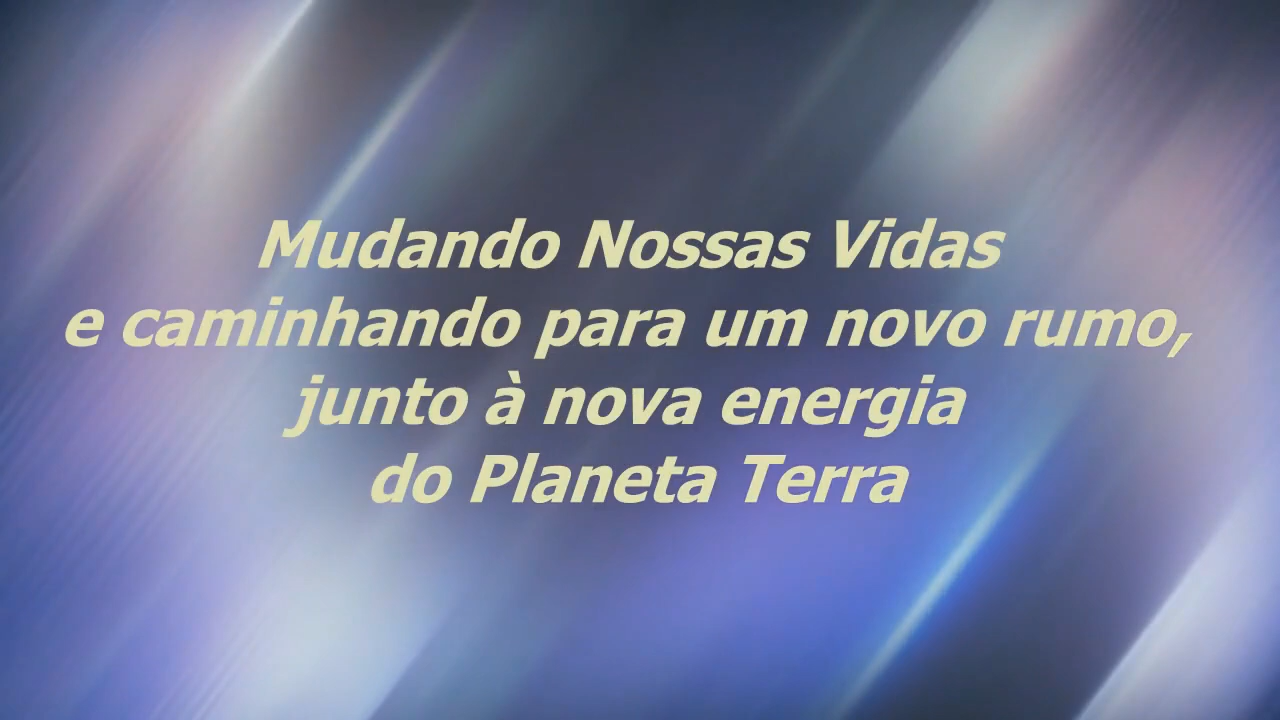 Mudando Nossas Vidas
e caminhando para um novo rumo,
junto à nova energia
do Planeta Terra